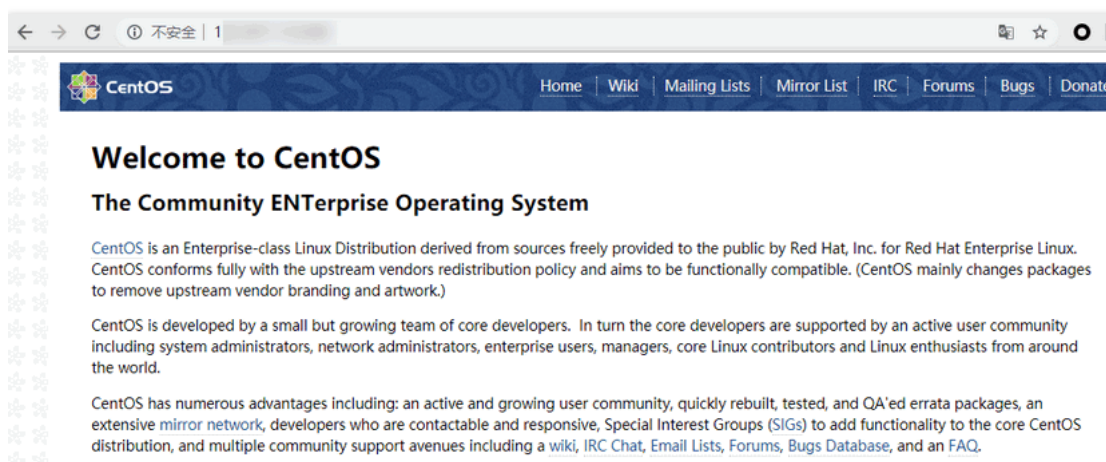 不安全 | 1
CentOS
Home Wiki Mailing Lists Mirror List IRC Forums Bugs Donate
Welcome to CentOS
The Community ENTerprise Operating System
CentOS is an Enterprise-class Linux Distribution derived from sources freely provided to the public by Red Hat, Inc. for Red Hat Enterprise Linux.
CentOS conforms fully with the upstream vendors redistribution policy and aims to be functionally compatible. (CentOS mainly changes packages
to remove upstream vendor branding and artwork.)
CentOS is developed by a small but growing team of core developers. In turn the core developers are supported by an active user community
including system administrators, network administrators, enterprise users, managers, core Linux contributors and Linux enthusiasts from around
the world.
CentOS has numerous advantages including: an active and growing user community, quickly rebuilt, tested, and QA'ed errata packages, an
extensive mirror network, developers who are contactable and responsive, Special Interest Groups (SIGs) to add functionality to the core CentOS
distribution, and multiple community support avenues including a wiki, IRC Chat, Email Lists, Forums, Bugs Database, and an FAQ.